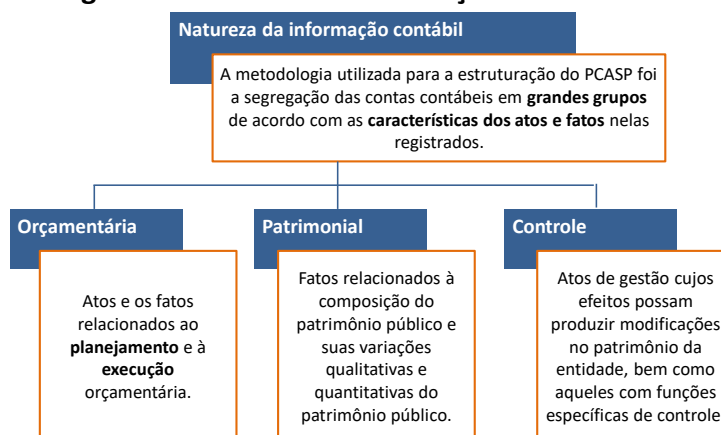 Natureza da informação contábil
A metodologia utilizada para a estruturação do PCASP foi
a segregação das contas contábeis em grandes grupos
de acordo com as características dos atos e fatos nelas
registrados.
Orçamentária
Atos e os fatos
relacionados ao
planejamento e à
execução
orçamentária.
Patrimonial
Fatos relacionados à
composição do
patrimônio público e
suas variações
qualitativas e
quantitativas do
patrimônio público.
Controle
Atos de gestão cujos
efeitos possam
produzir modificações
no patrimônio da
entidade, bem como
aqueles com funções
específicas de controle